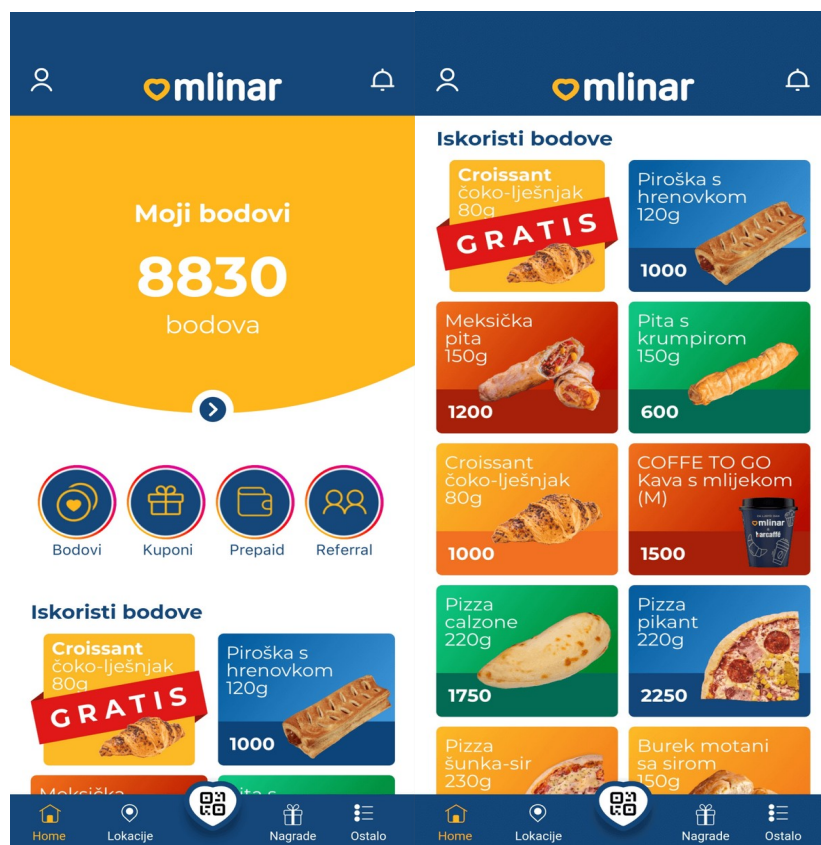 mlinar
Moji bodovi
8830
bodova
Bodovi
Kuponi
Prepaid
Referral
Iskoristi bodove
Croissant
čoko-lješnjak
80g
GRATIS
Piroška s
hrenovkom
120g
1000
Meksička
Pita s
Home
Lokacije
Nagrade
Ostalo
mlinar
Iskoristi bodove
Croissant
čoko-lješnjak
80g
GRATIS
Piroška s
hrenovkom
120g
1000
Meksička
pita
150g
1200
Pita s
krumpirom
150g
600
Croissant
čoko-lješnjak
80g
1000
COFFE TO GO
Kava s mlijekom
(M)
mlinar
barcaffè
1500
Pizza
calzone
220g
1750
Pizza
pikant
220g
2250
Pizza
šunka-sir
230g
Burek motani
sa sirom
150g
Home
Lokacije
Nagrade
Ostalo